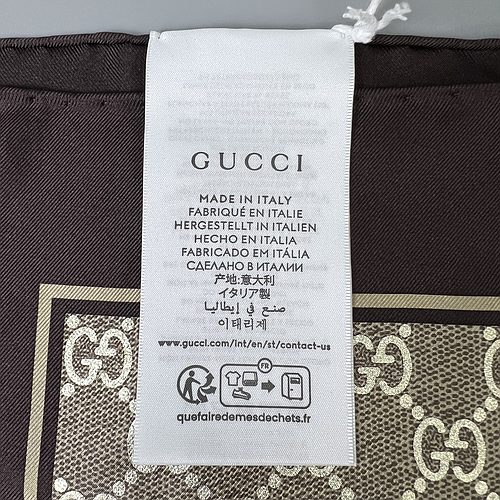 GUCCI
MADE IN ITALY
FABRIQUÉ EN ITALIE
HERGESTELLT IN ITALIEN
HECHO EN ITALIA
FABRICADO EM ITÁLIA
СДЕЛАНО В ИТАЛИИ
产地:意大利
イタリア製
صنع في إيطاليا
이태리제
www.gucci.com/int/en/st/contact-us
FR
quefairedemesdechets.fr